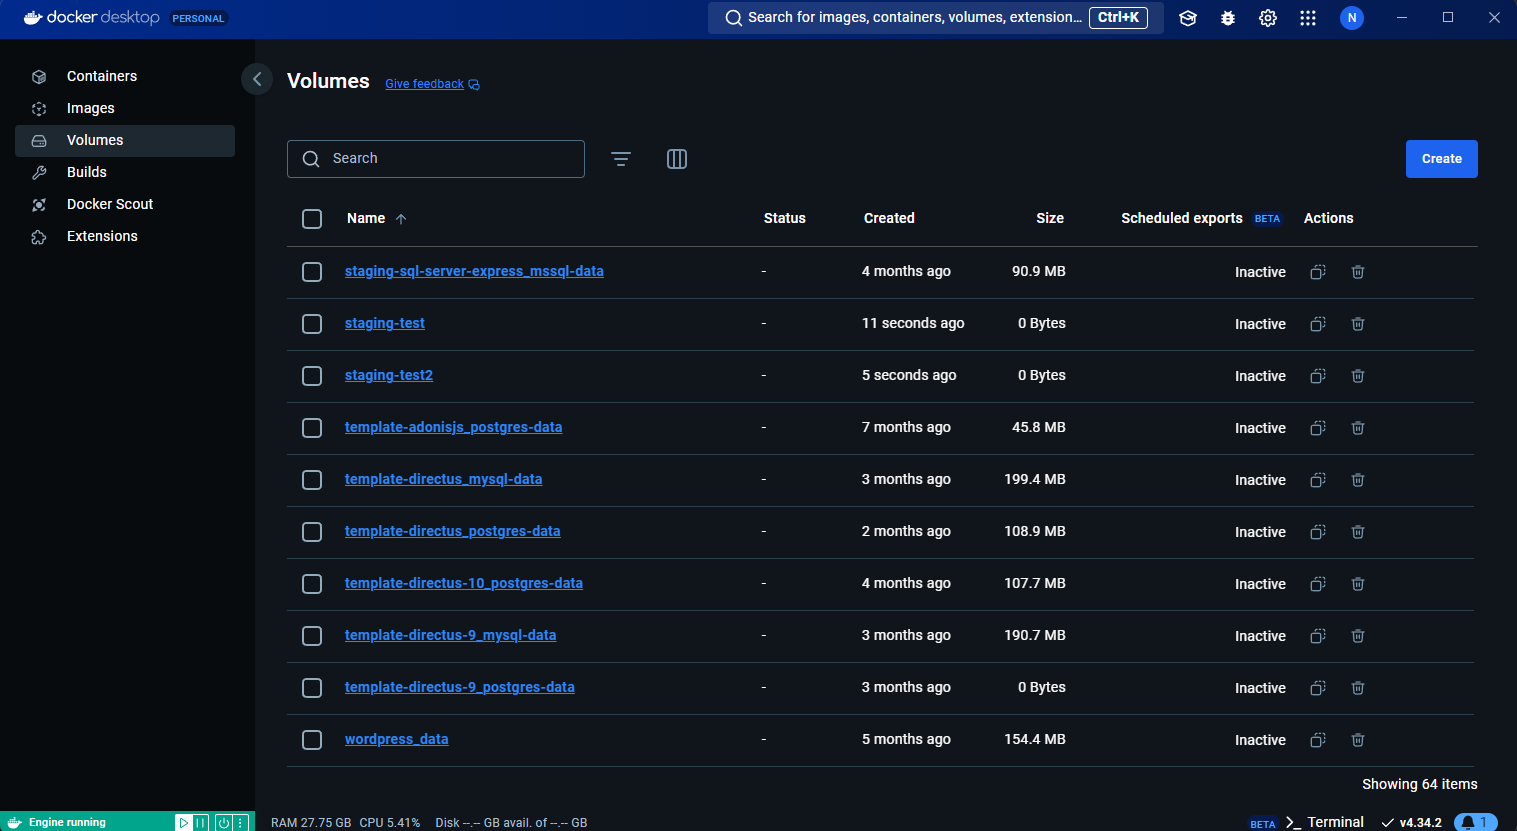 docker desktop PERSONAL
Search for images, containers, volumes, extension... Ctrl+K
N
Containers
Images
Volumes
Builds
Docker Scout
Extensions
Volumes Give feedback
Search
Create
Name Status Created Size Scheduled exports BETA Actions
staging-sql-server-express_mssql-data - 4 months ago 90.9 MB Inactive
staging-test - 11 seconds ago 0 Bytes Inactive
staging-test2 - 5 seconds ago 0 Bytes Inactive
template-adonisjs_postgres-data - 7 months ago 45.8 MB Inactive
template-directus_mysql-data - 3 months ago 199.4 MB Inactive
template-directus_postgres-data - 2 months ago 108.9 MB Inactive
template-directus-10_postgres-data - 4 months ago 107.7 MB Inactive
template-directus-9_mysql-data - 3 months ago 190.7 MB Inactive
template-directus-9_postgres-data - 3 months ago 0 Bytes Inactive
wordpress_data - 5 months ago 154.4 MB Inactive
Showing 64 items
Engine running
RAM 27.75 GB CPU 5.41% Disk --.-- GB avail. of --.-- GB
BETA Terminal v4.34.2 1